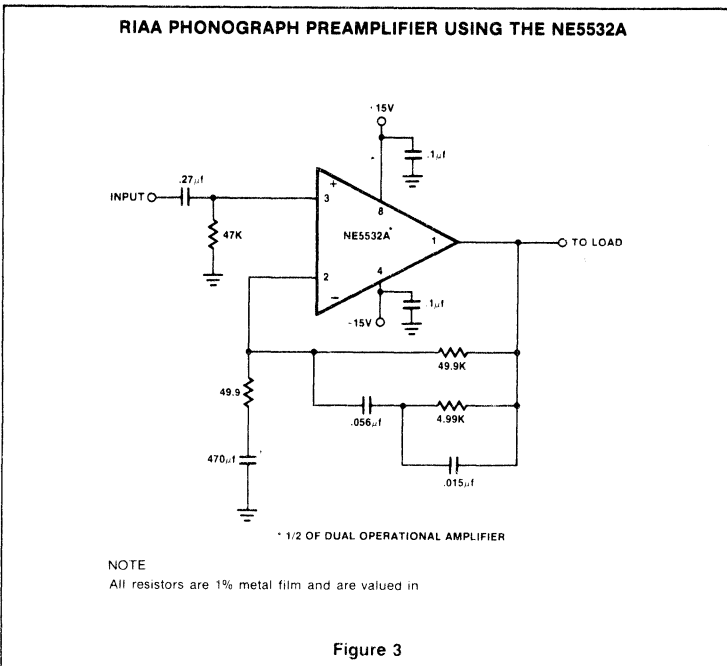 RIAA PHONOGRAPH PREAMPLIFIER USING THE NE5532A
15V
.1μf
.27μf
INPUT
+
3
8
47K
NE5532A*
1
TO LOAD
2
4
−
.1μf
-15V
49.9K
49.9
.056μf
4.99K
470μf
.015μf
* 1/2 OF DUAL OPERATIONAL AMPLIFIER
NOTE
All resistors are 1% metal film and are valued in
Figure 3